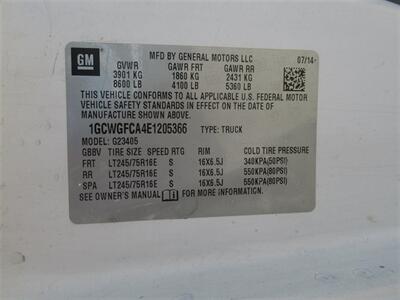 GM
MFD BY GENERAL MOTORS LLC 07/14
GVWR GAWR FRT GAWR RR
3901 KG 1860 KG 2431 KG
8600 LB 4100 LB 5360 LB
THIS VEHICLE CONFORMS TO ALL APPLICABLE U.S.
FEDERAL MOTOR VEHICLE SAFETY
STANDARDS IN EFFECT ON THE DATE OF
MANUFACTURE SHOWN ABOVE.
1GCWGFCA4E1205366 TYPE: TRUCK
MODEL: G23405
GBBV TIRE SIZE SPEED RTG RIM COLD TIRE PRESSURE
FRT LT245/75R16E S 16X6.5J 340KPA(50PSI)
RR LT245/75R16E S 16X6.5J 550KPA(80PSI)
SPA LT245/75R16E S 16X6.5J 550KPA(80PSI)
SEE OWNER'S MANUAL FOR MORE INFORMATION